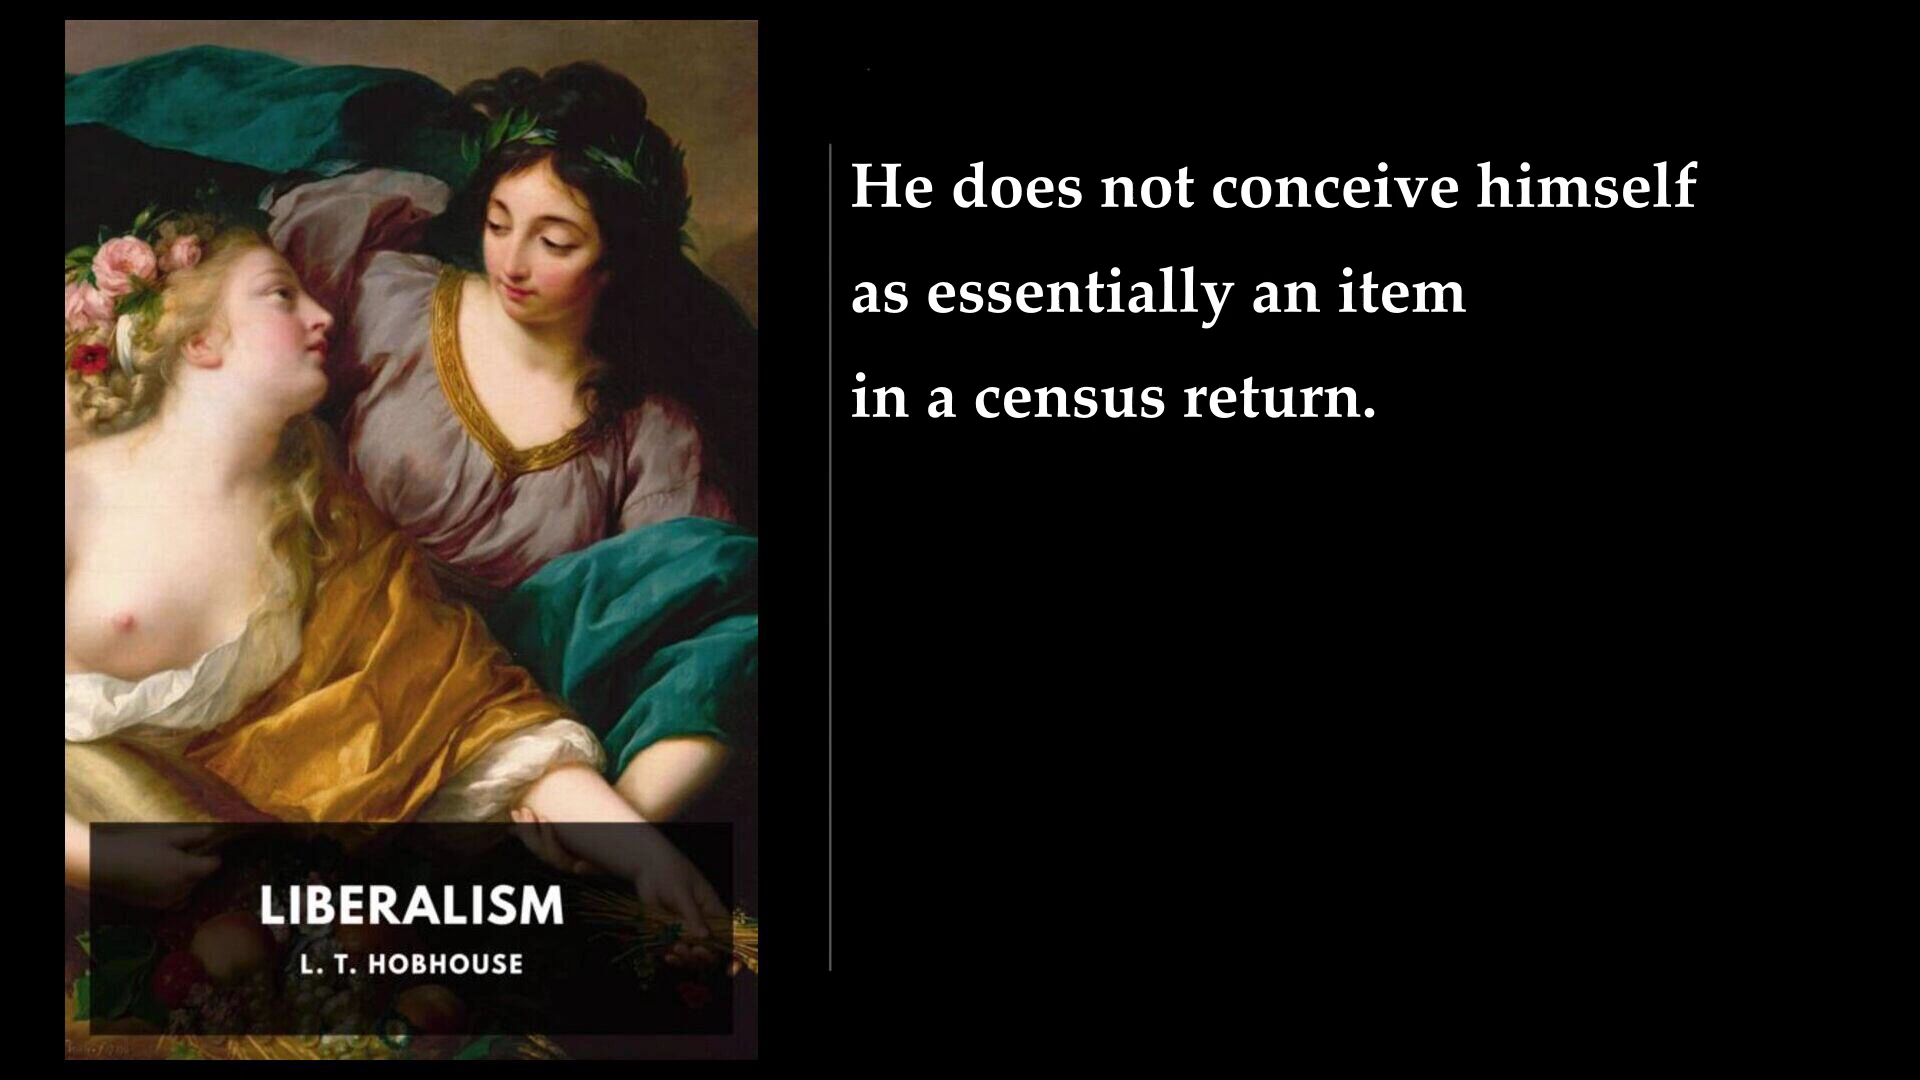 He does not conceive himself
as essentially an item
in a census return.
LIBERALISM
L. T. HOBHOUSE